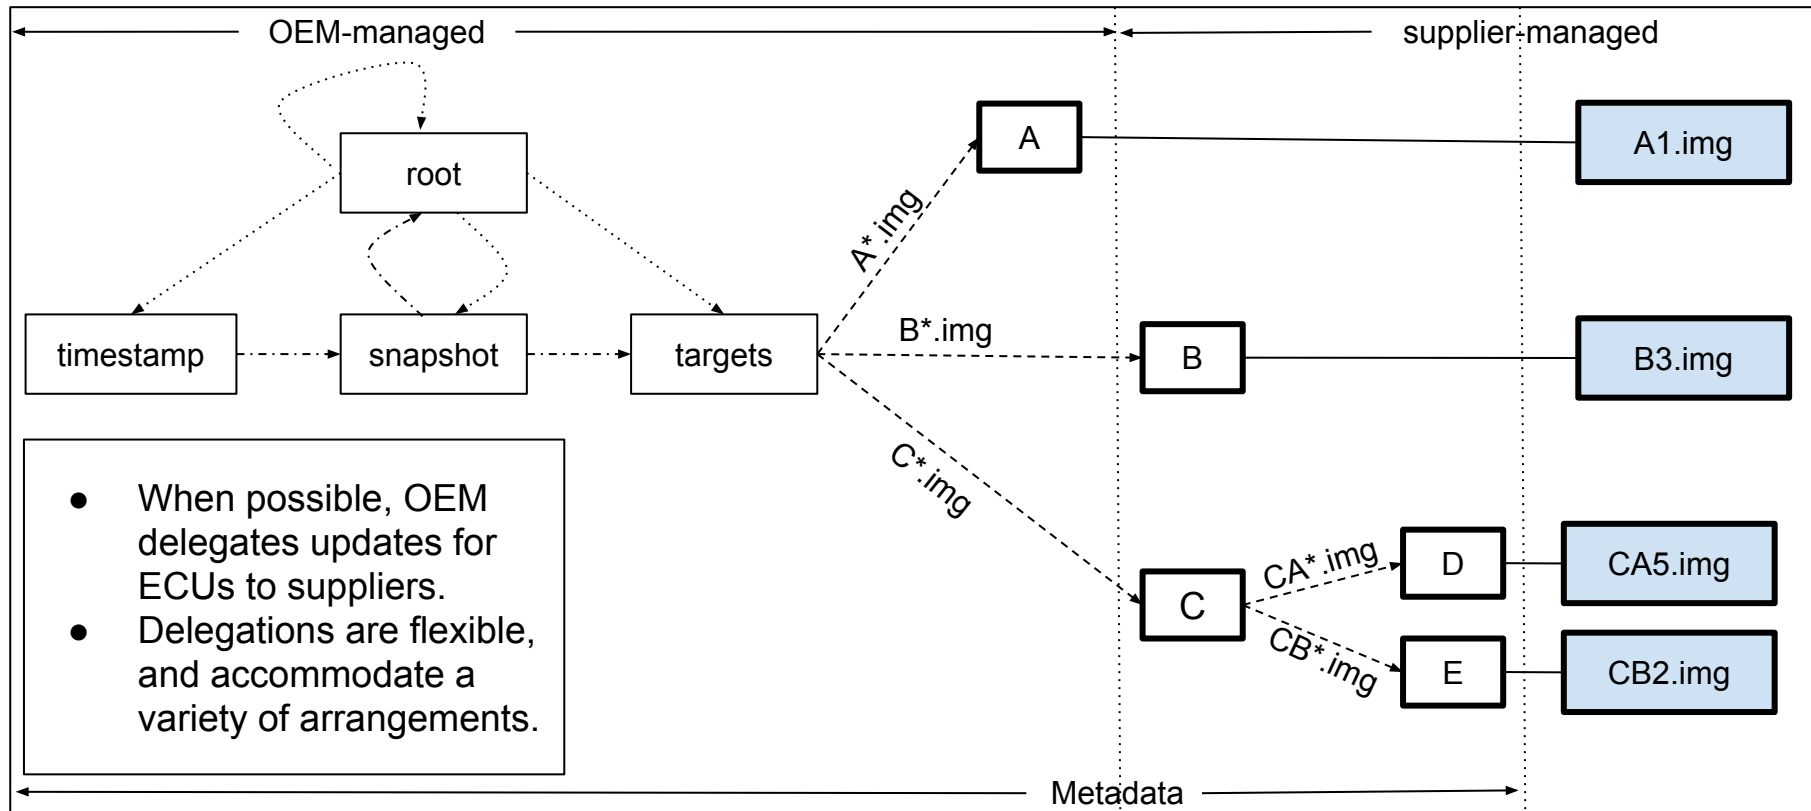 OEM-managed
supplier-managed
A
A1.img
root
A*.img
timestamp
snapshot
targets
B*.img
B
B3.img
C*.img
● When possible, OEM
delegates updates for
ECUs to suppliers.
● Delegations are flexible,
and accommodate a
variety of arrangements.
C
CA*.img
D
CA5.img
CB*.img
E
CB2.img
Metadata